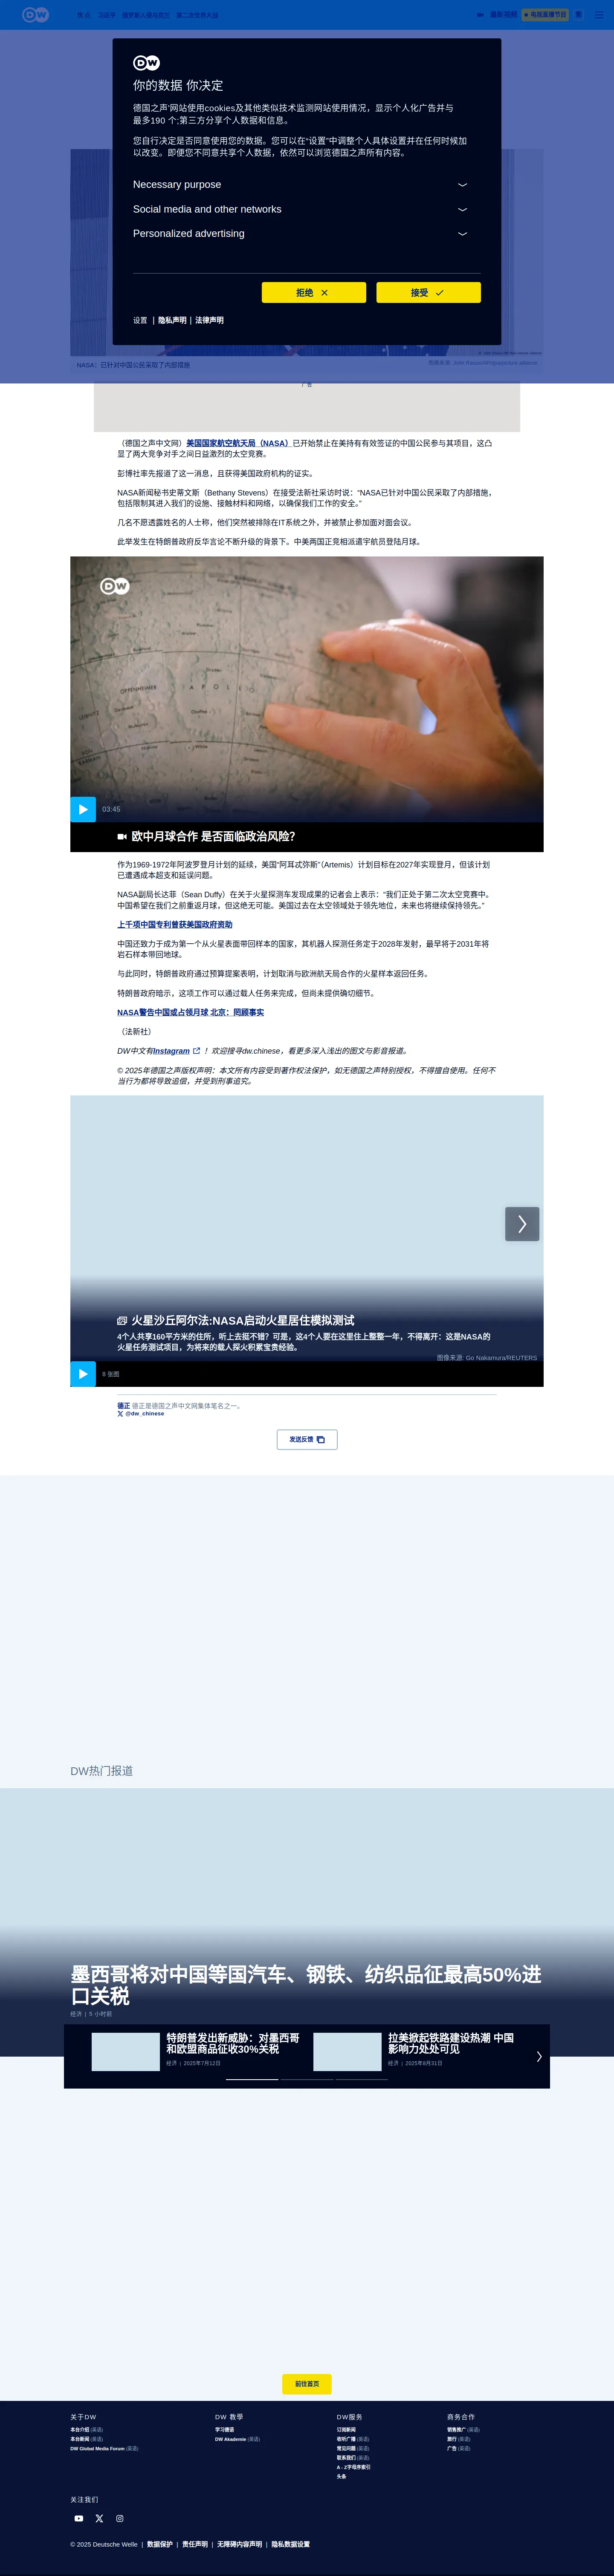 DW
焦点 习近平 俄罗斯入侵乌克兰 第二次世界大战
最新视频 电视直播节目
DW
你的数据 你决定
德国之声'网站使用cookies及其他类似技术监测网站使用情况，显示个人化广告并与
最多190 个;第三方分享个人数据和信息。
您自行决定是否同意使用您的数据。您可以在“设置”中调整个人具体设置并在任何时候加
以改变。即便您不同意共享个人数据，依然可以浏览德国之声所有内容。
Necessary purpose
Social media and other networks
Personalized advertising
拒绝 接受
设置 | 隐私声明 | 法律声明
NASA：已针对中国公民采取了内部措施
广告
（德国之声中文网）美国国家航空航天局（NASA）已开始禁止在美持有有效签证的中国公民参与其项目，这凸
显了两大竞争对手之间日益激烈的太空竞赛。
彭博社率先报道了这一消息，且获得美国政府机构的证实。
NASA新闻秘书史蒂文斯（Bethany Stevens）在接受法新社采访时说：“NASA已针对中国公民采取了内部措施，
包括限制其进入我们的设施、接触材料和网络，以确保我们工作的安全。”
几名不愿透露姓名的人士称，他们突然被排除在IT系统之外，并被禁止参加面对面会议。
此举发生在特朗普政府反华言论不断升级的背景下。中美两国正竞相派遣宇航员登陆月球。
DW
OPPENHEIMER
APOLLO
03:45
欧中月球合作 是否面临政治风险?
作为1969-1972年阿波罗登月计划的延续，美国“阿耳忒弥斯”（Artemis）计划目标在2027年实现登月，但该计划
已遭遇成本超支和延误问题。
NASA副局长达菲（Sean Duffy）在关于火星探测车发现成果的记者会上表示：“我们正处于第二次太空竞赛中。
中国希望在我们之前重返月球，但这绝无可能。美国过去在太空领域处于领先地位，未来也将继续保持领先。”
上千项中国专利曾获美国政府资助
中国还致力于成为第一个从火星表面带回样本的国家，其机器人探测任务定于2028年发射，最早将于2031年将
岩石样本带回地球。
与此同时，特朗普政府通过预算提案表明，计划取消与欧洲航天局合作的火星样本返回任务。
特朗普政府暗示，这项工作可以通过载人任务来完成，但尚未提供确切细节。
NASA警告中国或占领月球 北京：罔顾事实
（法新社）
DW中文有Instagram ！欢迎搜寻dw.chinese，看更多深入浅出的图文与影音报道。
© 2025年德国之声版权声明：本文所有内容受到著作权法保护，如无德国之声特别授权，不得擅自使用。任何不
当行为都将导致追偿，并受到刑事追究。
火星沙丘阿尔法:NASA启动火星居住模拟测试
4个人共享160平方米的住所，听上去挺不错？可是，这4个人要在这里住上整整一年，不得离开：这是NASA的
火星任务测试项目，为将来的载人探火积累宝贵经验。
图像来源: Go Nakamura/REUTERS
8 张图
德正 德正是德国之声中文网集体笔名之一。
@dw_chinese
发送反馈
DW热门报道
墨西哥将对中国等国汽车、钢铁、纺织品征最高50%进
口关税
经济 | 5 小时前
特朗普发出新威胁：对墨西哥
和欧盟商品征收30%关税
经济 | 2025年7月12日
拉美掀起铁路建设热潮 中国
影响力处处可见
经济 | 2025年8月31日
前往首页
关于DW
本台介绍 (英语)
本台新闻 (英语)
DW Global Media Forum (英语)
DW 教學
学习德语
DW Akademie (英语)
DW服务
订阅新闻
收听广播 (英语)
常见问题 (英语)
联系我们 (英语)
A - Z字母序索引
头条
商务合作
销售推广 (英语)
旅行 (英语)
广告 (英语)
关注我们
© 2025 Deutsche Welle | 数据保护 | 责任声明 | 无障碍内容声明 | 隐私数据设置